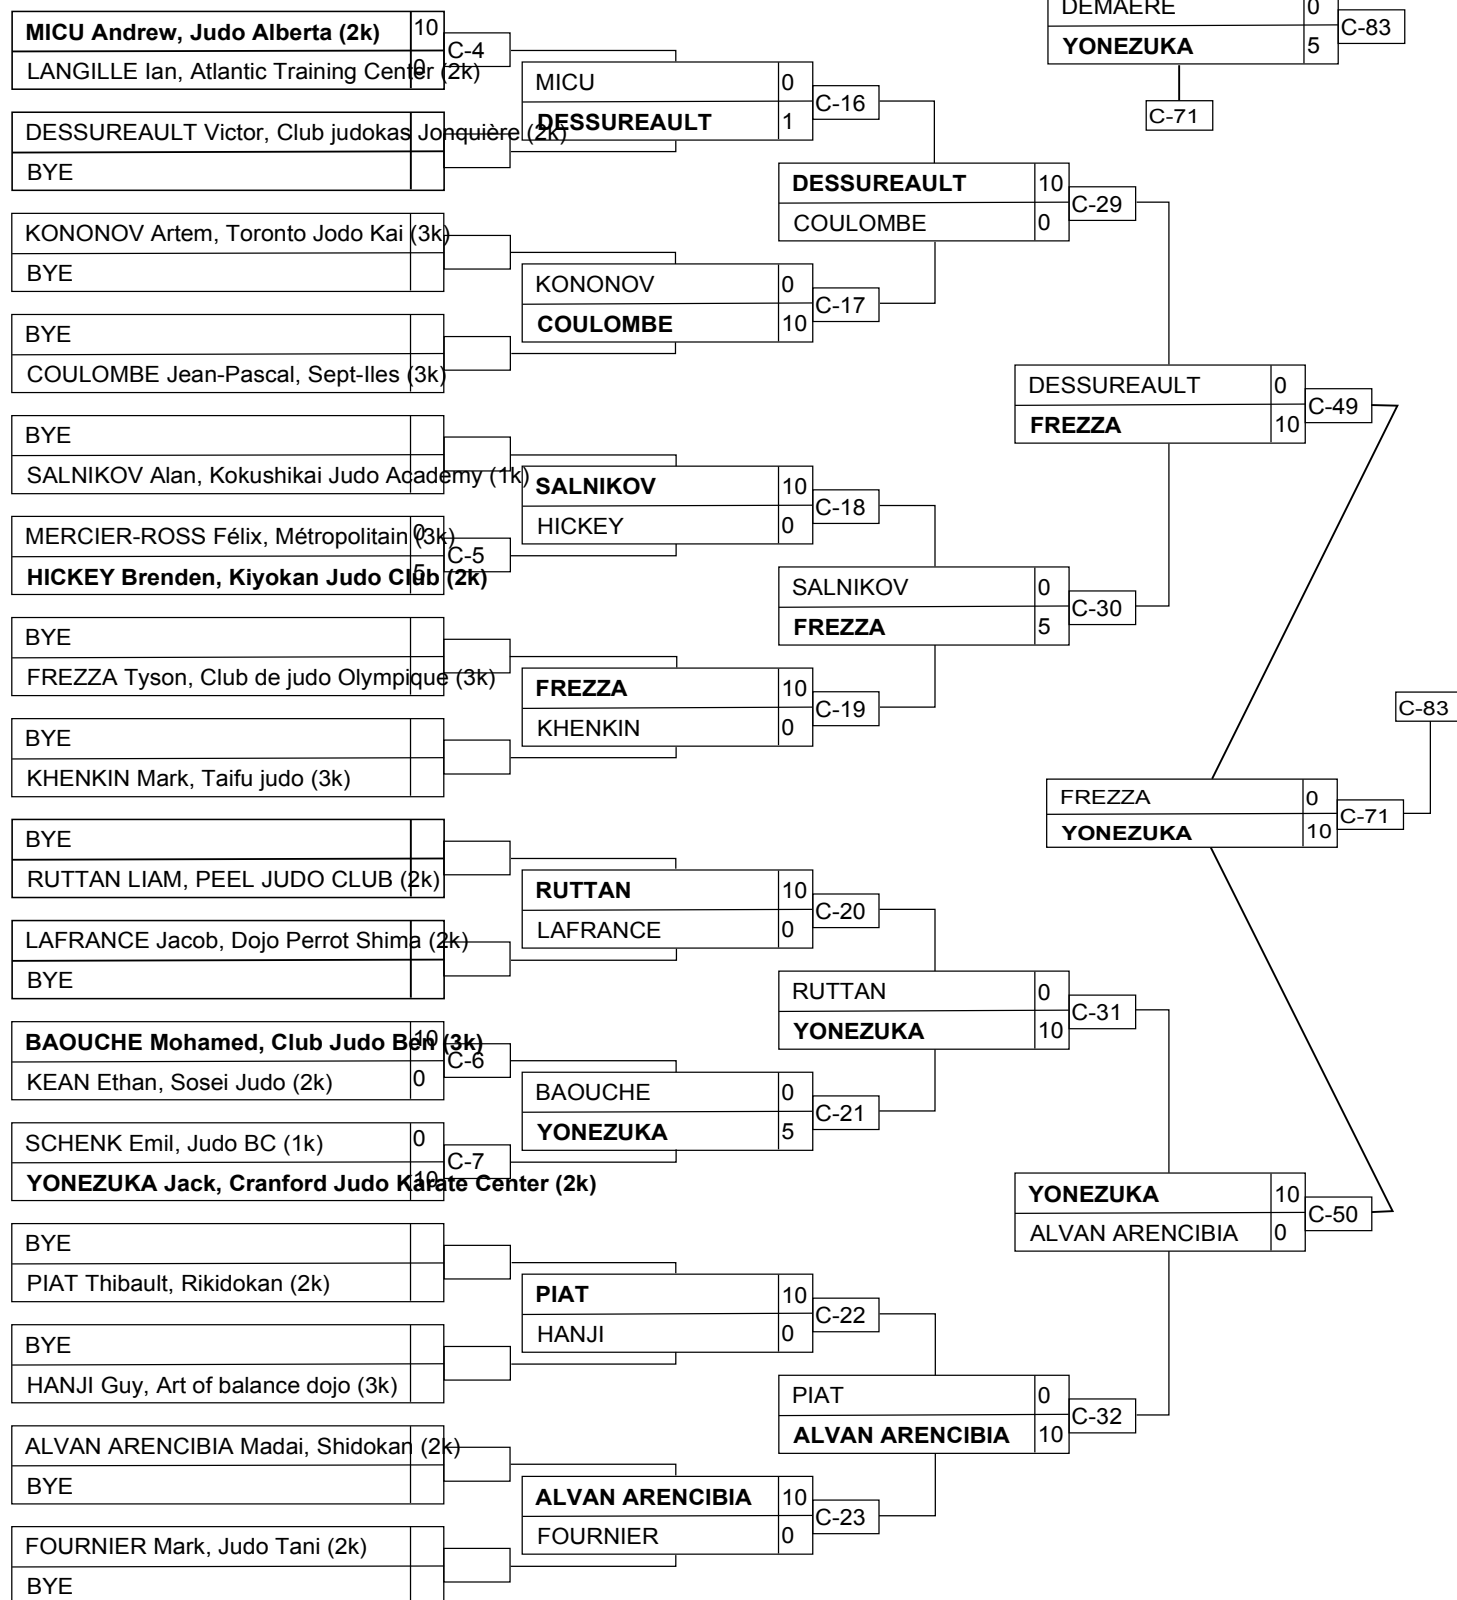 MICU Andrew, Judo Alberta (2k) 10
LANGILLE Ian, Atlantic Training Center (2k) 0
C-4
DESSUREAULT Victor, Club judokas Jonquière (2k)
BYE
KONONOV Artem, Toronto Jodo Kai (3k)
BYE
BYE
COULOMBE Jean-Pascal, Sept-Iles (3k)
BYE
SALNIKOV Alan, Kokushikai Judo Academy (1k)
MERCIER-ROSS Félix, Métropolitain (3k) 0
HICKEY Brenden, Kiyokan Judo Club (2k) 5
C-5
BYE
FREZZA Tyson, Club de judo Olympique (3k)
BYE
KHENKIN Mark, Taifu judo (3k)
BYE
RUTTAN LIAM, PEEL JUDO CLUB (2k)
LAFRANCE Jacob, Dojo Perrot Shima (2k)
BYE
BAOUCHE Mohamed, Club Judo Ben (3k) 10
KEAN Ethan, Sosei Judo (2k) 0
C-6
SCHENK Emil, Judo BC (1k) 0
YONEZUKA Jack, Cranford Judo Karate Center (2k) 10
C-7
BYE
PIAT Thibault, Rikidokan (2k)
BYE
HANJI Guy, Art of balance dojo (3k)
ALVAN ARENCIBIA Madai, Shidokan (2k)
BYE
FOURNIER Mark, Judo Tani (2k)
BYE
MICU 0
DESSUREAULT 1
C-16
KONONOV 0
COULOMBE 10
C-17
SALNIKOV 10
HICKEY 0
C-18
FREZZA 10
KHENKIN 0
C-19
RUTTAN 10
LAFRANCE 0
C-20
BAOUCHE 0
YONEZUKA 5
C-21
PIAT 10
HANJI 0
C-22
ALVAN ARENCIBIA 10
FOURNIER 0
C-23
DESSUREAULT 10
COULOMBE 0
C-29
SALNIKOV 0
FREZZA 5
C-30
RUTTAN 0
YONEZUKA 10
C-31
PIAT 0
ALVAN ARENCIBIA 10
C-32
DESSUREAULT 0
FREZZA 10
C-49
YONEZUKA 10
ALVAN ARENCIBIA 0
C-50
FREZZA 0
YONEZUKA 10
C-71
C-83
DEMAERE 0
YONEZUKA 5
C-83
C-71